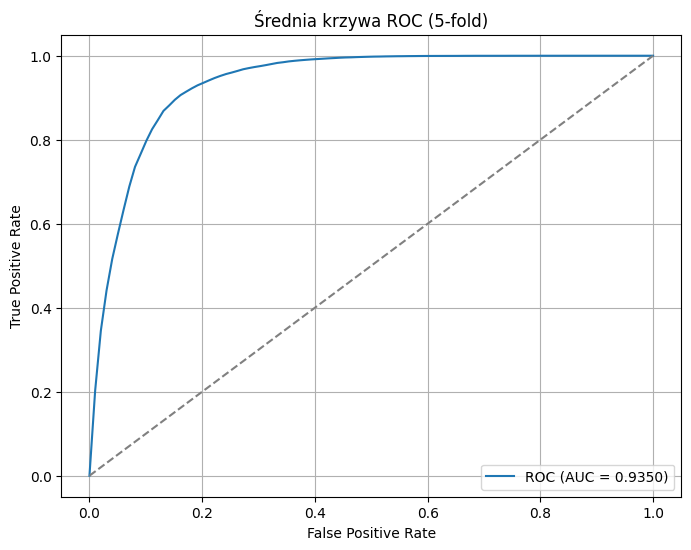 Średnia krzywa ROC (5-fold)
True Positive Rate
1.0
0.8
0.6
0.4
0.2
0.0
0.0 0.2 0.4 0.6 0.8 1.0
False Positive Rate
ROC (AUC = 0.9350)